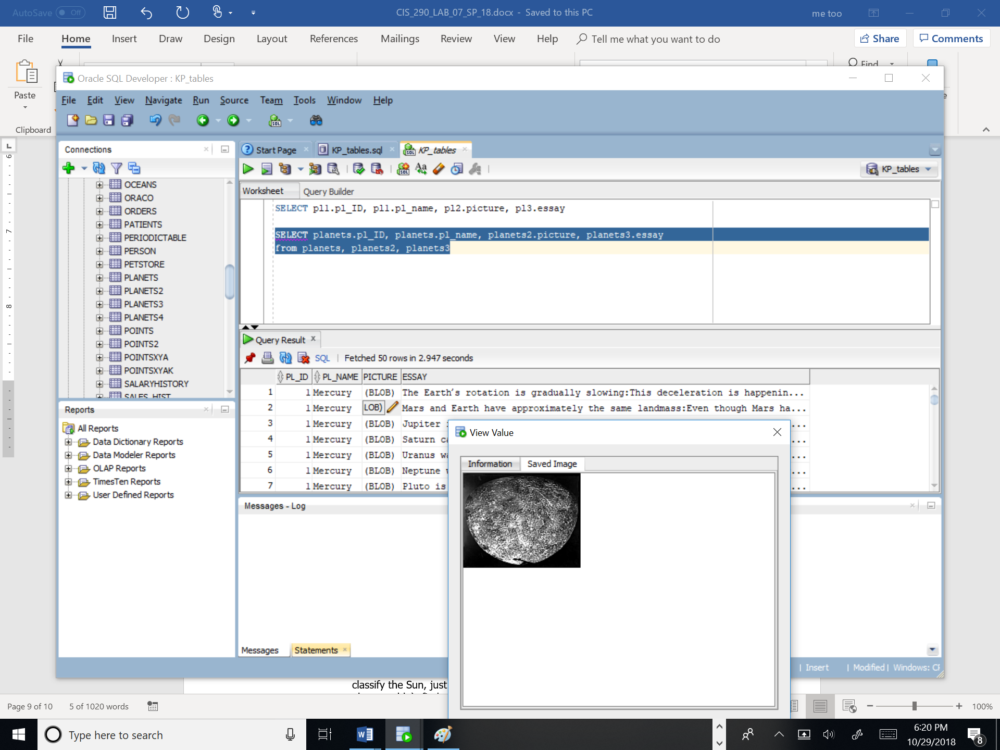 AutoSave Off
CIS_290_LAB_07_SP_18.docx - Saved to this PC
me too
File Home Insert Draw Design Layout References Mailings Review View Help Tell me what you want to do
Share Comments
Paste
Clipboard
Find
Oracle SQL Developer : KP_tables
File Edit View Navigate Run Source Team Tools Window Help
Connections
OCEANS
ORACO
ORDERS
PATIENTS
PERIODICTABLE
PERSON
PETSTORE
PLANETS
PLANETS2
PLANETS3
PLANETS4
POINTS
POINTS2
POINTSXYA
POINTSXYAK
SALARYHISTORY
SALES_HIST
Reports
All Reports
Data Dictionary Reports
Data Modeler Reports
OLAP Reports
TimesTen Reports
User Defined Reports
Start Page KP_tables.sql KP_tables
KP_tables
Worksheet Query Builder
SELECT pl1.pl_ID, pl1.pl_name, pl2.picture, pl3.essay
SELECT planets.pl_ID, planets.pl_name, planets2.picture, planets3.essay
from planets, planets2, planets3
Query Result
SQL | Fetched 50 rows in 2.947 seconds
PL_ID PL_NAME PICTURE ESSAY
1 1 Mercury (BLOB) The Earth's rotation is gradually slowing:This deceleration is happenin...
2 1 Mercury LOB) Mars and Earth have approximately the same landmass:Even though Mars ha...
3 1 Mercury (BLOB) Jupiter ...
4 1 Mercury (BLOB) Saturn ...
5 1 Mercury (BLOB) Uranus ...
6 1 Mercury (BLOB) Neptune ...
7 1 Mercury (BLOB) Pluto is ...
View Value
Information Saved Image
Messages - Log
Messages Statements
| Insert | Modified | Windows:
classify the Sun, just
Page 9 of 10 5 of 1020 words
100%
Type here to search
6:20 PM
10/29/2018
8